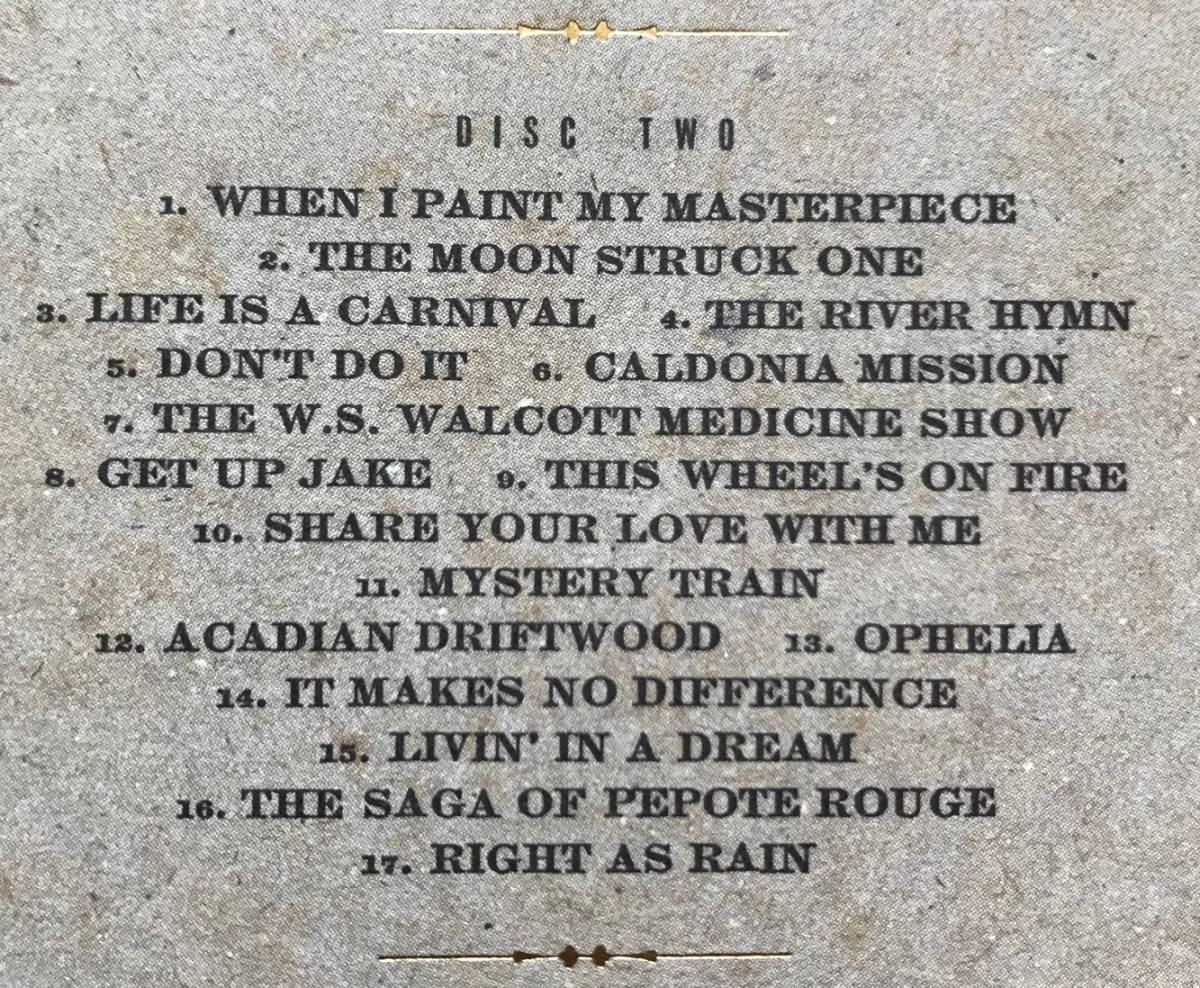 DISC TWO
1. WHEN I PAINT MY MASTERPIECE
2. THE MOON STRUCK ONE
3. LIFE IS A CARNIVAL 4. THE RIVER HYMN
5. DON'T DO IT 6. CALDONIA MISSION
7. THE W.S. WALCOTT MEDICINE SHOW
8. GET UP JAKE 9. THIS WHEEL'S ON FIRE
10. SHARE YOUR LOVE WITH ME
11. MYSTERY TRAIN
12. ACADIAN DRIFTWOOD 13. OPHELIA
14. IT MAKES NO DIFFERENCE
15. LIVIN' IN A DREAM
16. THE SAGA OF PEPOTE ROUGE
17. RIGHT AS RAIN